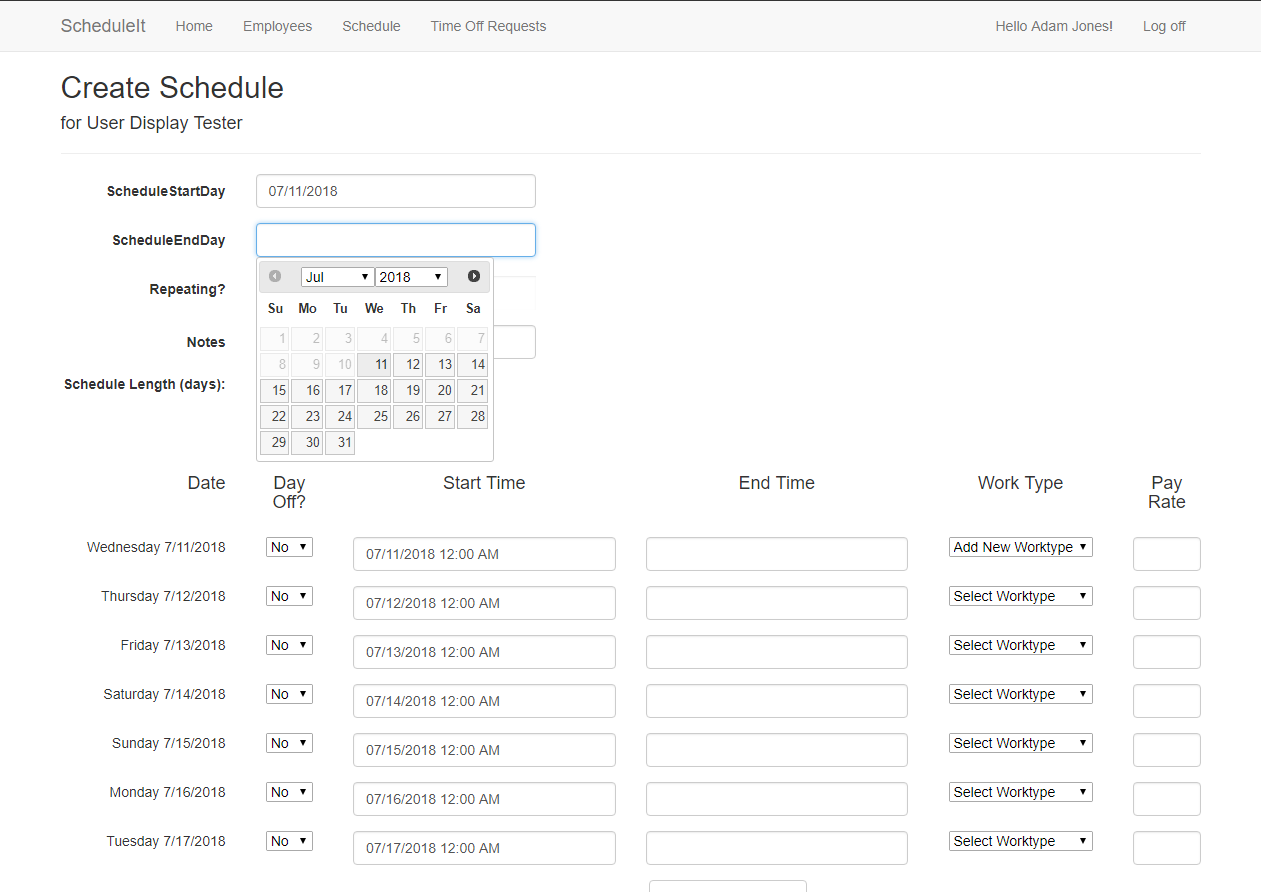 ScheduleIt Home Employees Schedule Time Off Requests Hello Adam Jones! Log off
Create Schedule
for User Display Tester
ScheduleStartDay 07/11/2018
ScheduleEndDay
Repeating?
Notes
Schedule Length (days):
Jul 2018
Su Mo Tu We Th Fr Sa
1 2 3 4 5 6 7
8 9 10 11 12 13 14
15 16 17 18 19 20 21
22 23 24 25 26 27 28
29 30 31
Date Day Off? Start Time End Time Work Type Pay Rate
Wednesday 7/11/2018 No 07/11/2018 12:00 AM Add New Worktype
Thursday 7/12/2018 No 07/12/2018 12:00 AM Select Worktype
Friday 7/13/2018 No 07/13/2018 12:00 AM Select Worktype
Saturday 7/14/2018 No 07/14/2018 12:00 AM Select Worktype
Sunday 7/15/2018 No 07/15/2018 12:00 AM Select Worktype
Monday 7/16/2018 No 07/16/2018 12:00 AM Select Worktype
Tuesday 7/17/2018 No 07/17/2018 12:00 AM Select Worktype